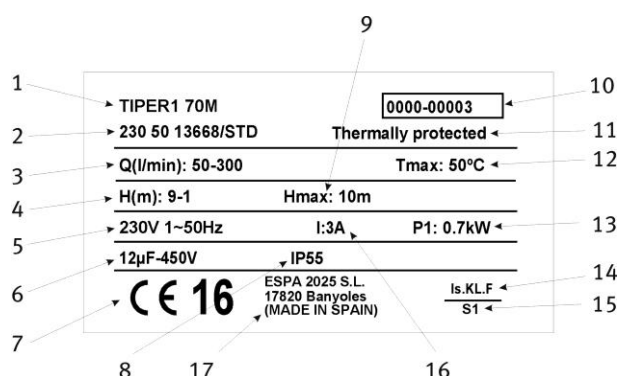 9
1
10
TIPER1 70M
0000-00003
2
11
230 50 13668/STD
Thermally protected
3
12
Q(l/min): 50-300
Tmax: 50ºC
4
H(m): 9-1
Hmax: 10m
5
13
230V 1~50Hz
I:3A
P1: 0.7kW
6
12µF-450V
IP55
7
CE 16
ESPA 2025 S.L.
17820 Banyoles
(MADE IN SPAIN)
14
Is.KL.F
15
S1
8
17
16